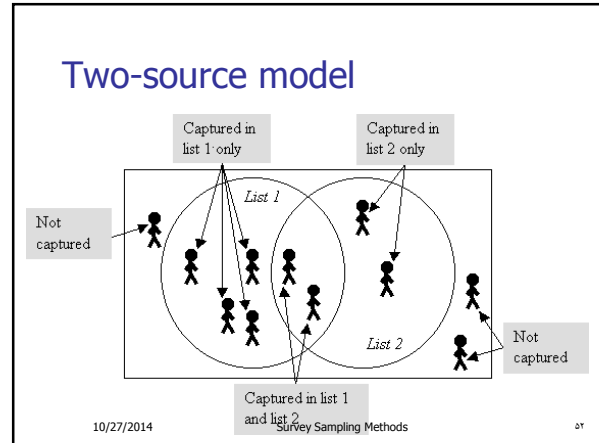 Two-source model
Captured in
list 1 only
Captured in
list 2 only
List 1
Not
captured
List 2
Not
captured
Captured in list 1
and list 2
10/27/2014
Survey Sampling Methods
۵۲